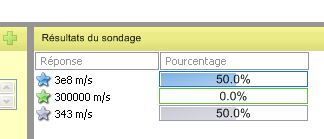 Résultats du sondage
Réponse Pourcentage
3e8 m/s 50.0%
300000 m/s 0.0%
343 m/s 50.0%